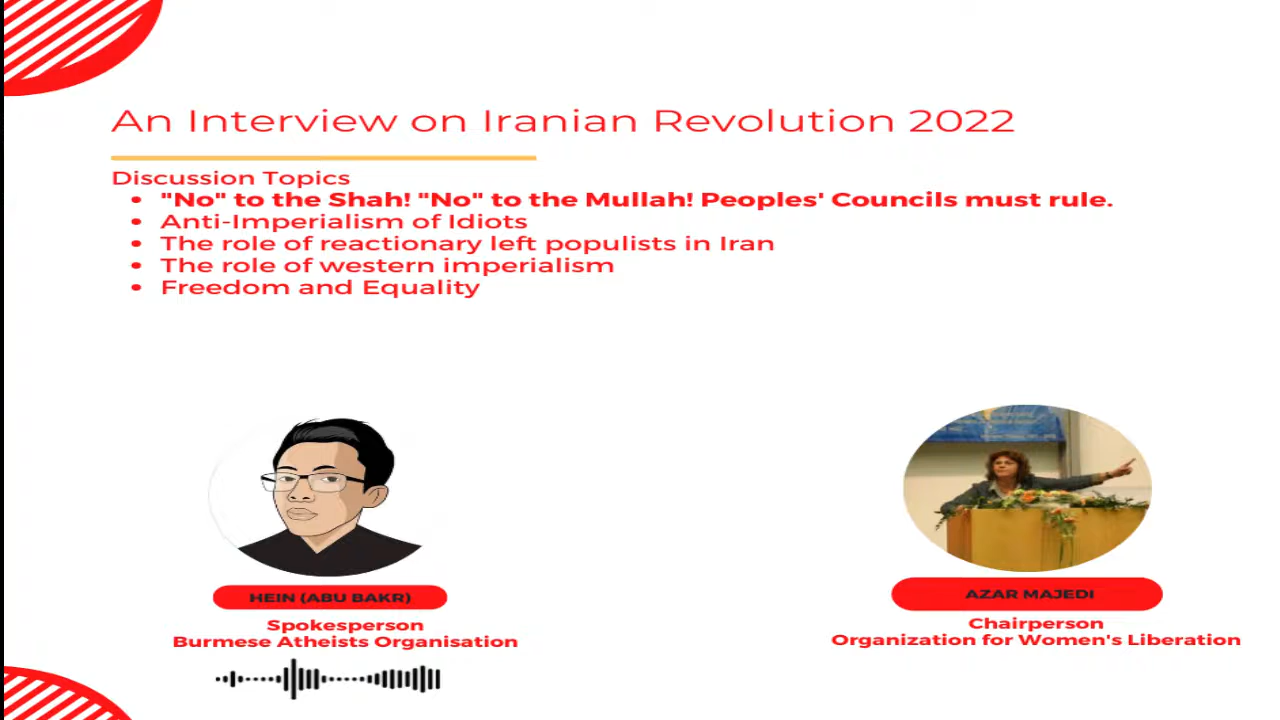 An Interview on Iranian Revolution 2022
Discussion Topics
"No" to the Shah! "No" to the Mullah! Peoples' Councils must rule.
Anti-Imperialism of Idiots
The role of reactionary left populists in Iran
The role of western imperialism
Freedom and Equality
HEIN (ABU BAKR)
Spokesperson
Burmese Atheists Organisation
AZAR MAJEDI
Chairperson
Organization for Women's Liberation